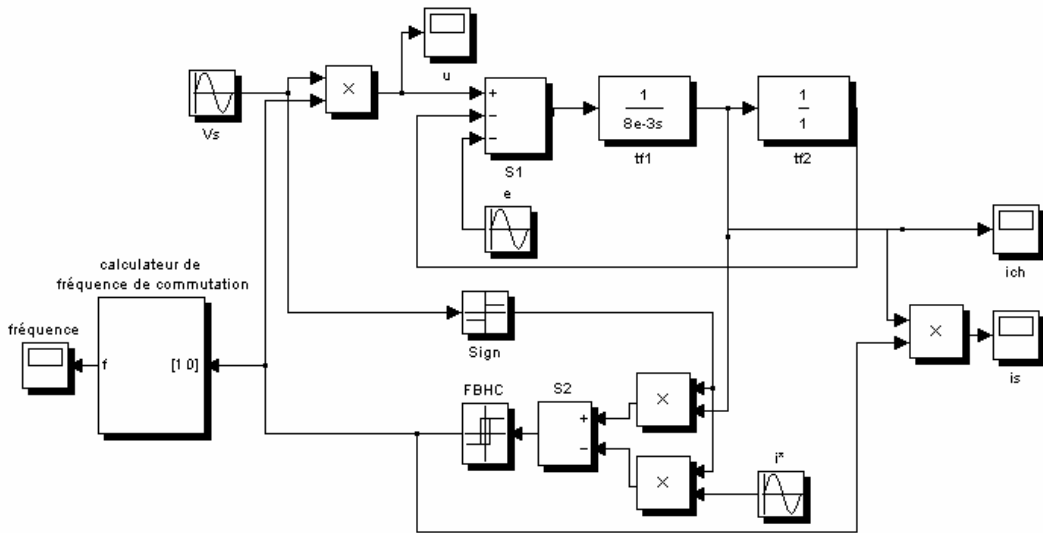 u
Vs
×
+
−
−
S1
1
8e-3s
tf1
1
1
tf2
e
ich
calculateur de
fréquence de commutation
fréquence
f
[1 0]
Sign
×
is
FBHC
S2
+
−
×
×
i*